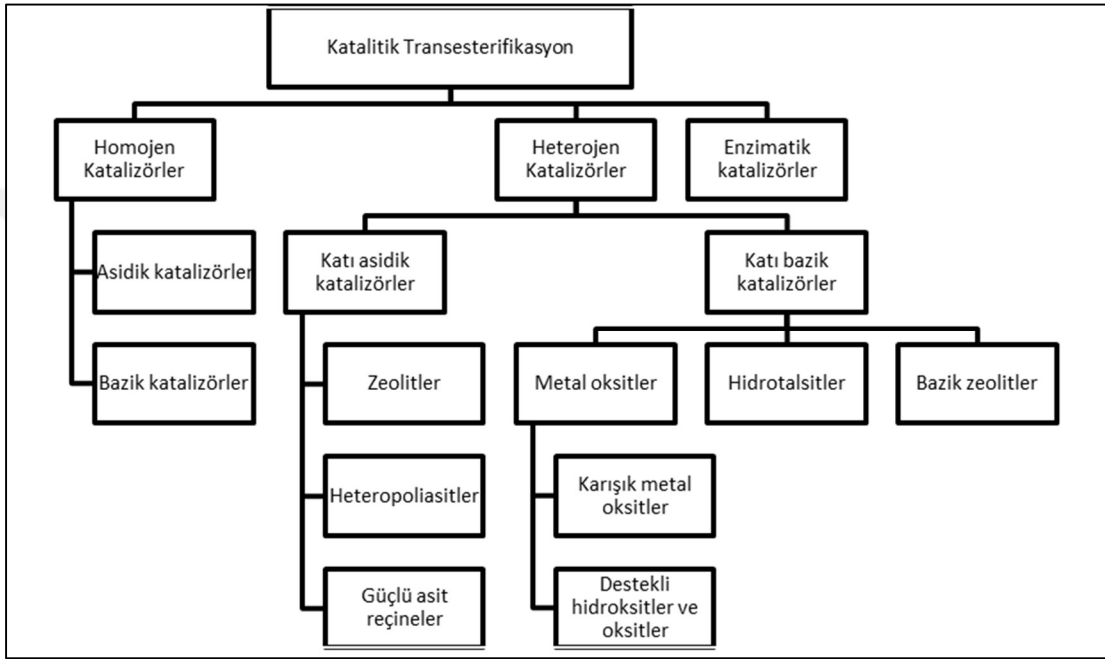 Katalitik Transesterifikasyon
Homojen
Katalizörler
Heterojen
Katalizörler
Enzimatik
katalizörler
Asidik katalizörler
Bazik katalizörler
Katı asidik
katalizörler
Zeolitler
Heteropoliasitler
Güçlü asit
reçineler
Katı bazik
katalizörler
Metal oksitler
Hidrotalsitler
Bazik zeolitler
Karışık metal
oksitler
Destekli
hidroksitler ve
oksitler